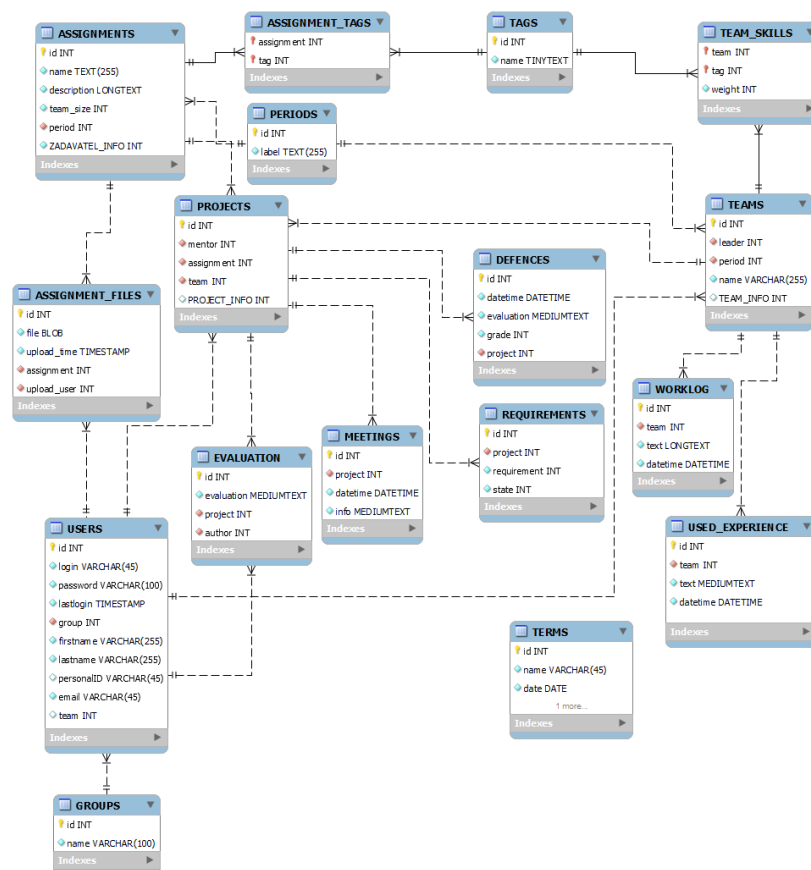 ASSIGNMENTS
id INT
name TEXT(255)
description LONGTEXT
team_size INT
period INT
ZADAVATEL_INFO INT
Indexes
ASSIGNMENT_TAGS
assignment INT
tag INT
Indexes
TAGS
id INT
name TINYTEXT
Indexes
TEAM_SKILLS
team INT
tag INT
weight INT
Indexes
PERIODS
id INT
label TEXT(255)
Indexes
PROJECTS
id INT
mentor INT
assignment INT
team INT
PROJECT_INFO INT
Indexes
TEAMS
id INT
leader INT
period INT
name VARCHAR(255)
TEAM_INFO INT
Indexes
DEFENCES
id INT
datetime DATETIME
evaluation MEDIUMTEXT
grade INT
project INT
Indexes
ASSIGNMENT_FILES
id INT
file BLOB
upload_time TIMESTAMP
assignment INT
upload_user INT
Indexes
WORKLOG
id INT
team INT
text LONGTEXT
datetime DATETIME
Indexes
REQUIREMENTS
id INT
project INT
requirement INT
state INT
Indexes
MEETINGS
id INT
project INT
datetime DATETIME
info MEDIUMTEXT
Indexes
EVALUATION
id INT
evaluation MEDIUMTEXT
project INT
author INT
Indexes
USERS
id INT
login VARCHAR(45)
password VARCHAR(100)
lastlogin TIMESTAMP
group INT
firstname VARCHAR(255)
lastname VARCHAR(255)
personalID VARCHAR(45)
email VARCHAR(45)
team INT
Indexes
USED_EXPERIENCE
id INT
team INT
text MEDIUMTEXT
datetime DATETIME
Indexes
TERMS
id INT
name VARCHAR(45)
date DATE
1 more...
Indexes
GROUPS
id INT
name VARCHAR(100)
Indexes